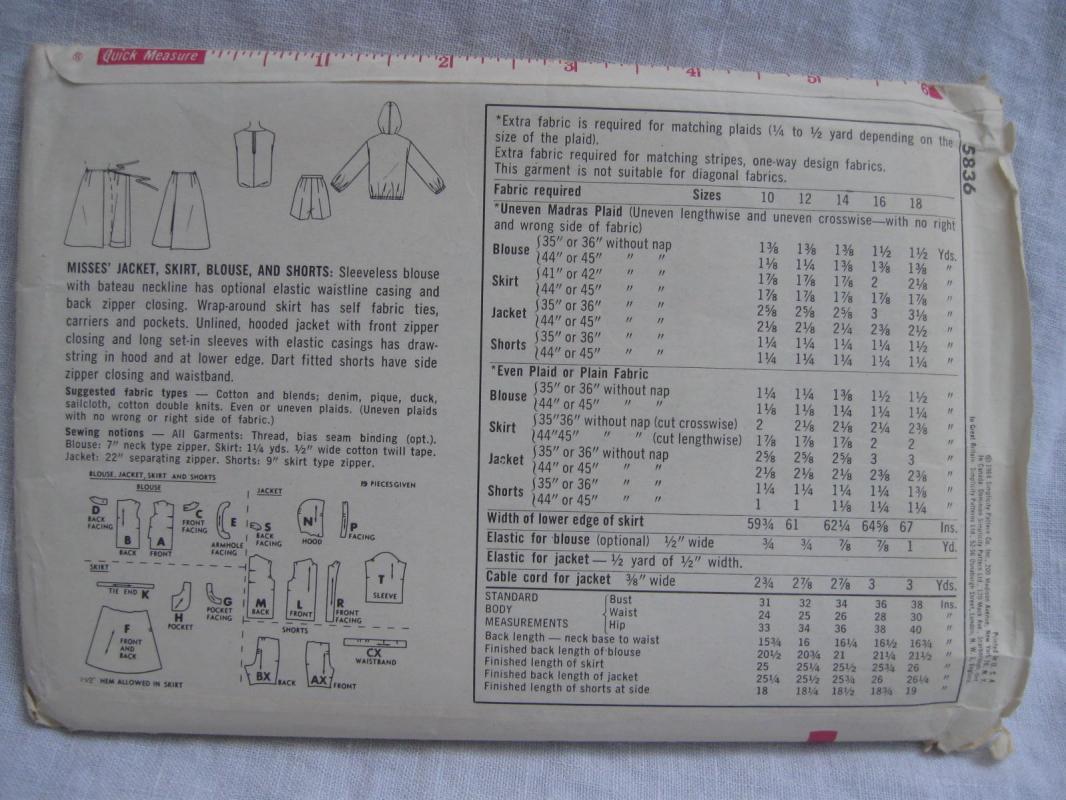 Quick Measure
1 2 3 4 5 6
MISSES' JACKET, SKIRT, BLOUSE, AND SHORTS: Sleeveless blouse
with bateau neckline has optional elastic waistline casing and
back zipper closing. Wrap-around skirt has self fabric ties,
carriers and pockets. Unlined, hooded jacket with front zipper
closing and long set-in sleeves with elastic casings has draw-
string in hood and at lower edge. Dart fitted shorts have side
zipper closing and waistband.
Suggested fabric types — Cotton and blends; denim, pique, duck,
sailcloth, cotton double knits. Even or uneven plaids. (Uneven plaids
with no wrong or right side of fabric.)
Sewing notions — All Garments: Thread, bias seam binding (opt.).
Blouse: 7" neck type zipper. Skirt: 1¼ yds. ½" wide cotton twill tape.
Jacket: 22" separating zipper. Shorts: 9" skirt type zipper.
BLOUSE, JACKET, SKIRT AND SHORTS 19 PIECES GIVEN
BLOUSE
D BACK FACING
B BACK
A FRONT
C FRONT FACING
E ARMHOLE FACING
JACKET
S BACK FACING
N HOOD
P FACING
M BACK
L FRONT
R FRONT FACING
T SLEEVE
SKIRT
TIE END K
H POCKET
G POCKET FACING
F FRONT AND BACK
HEM ALLOWED IN SKIRT
SHORTS
BX BACK
AX FRONT
CX WAISTBAND
5836
*Extra fabric is required for matching plaids (¼ to ½ yard depending on the
size of the plaid).
Extra fabric required for matching stripes, one-way design fabrics.
This garment is not suitable for diagonal fabrics.
Fabric required Sizes 10 12 14 16 18
*Uneven Madras Plaid (Uneven lengthwise and uneven crosswise—with no right
and wrong side of fabric)
Blouse {35" or 36" without nap 1⅜ 1⅜ 1⅜ 1½ 1½ Yds.
{44" or 45" " " 1⅛ 1¼ 1⅜ 1⅜ 1⅜ "
Skirt {41" or 42" " " 1⅞ 1⅞ 1⅞ 2 2⅛ "
{44" or 45" " " 1⅞ 1⅞ 1⅞ 1⅞ 1⅞ "
Jacket {35" or 36" " " 2⅝ 2⅝ 2⅝ 3 3⅛ "
{44" or 45" " " 2⅛ 2⅛ 2¼ 2⅜ 2½ "
Shorts {35" or 36" " " 1¼ 1¼ 1¼ 1¼ 1½ "
{44" or 45" " " 1¼ 1¼ 1¼ 1¼ 1¼ "
*Even Plaid or Plain Fabric
Blouse {35" or 36" without nap 1¼ 1¼ 1⅜ 1½ 1½ "
{44" or 45" " " 1⅛ 1⅛ 1¼ 1¼ 1¼ "
Skirt {35"36" without nap (cut crosswise) 2 2⅛ 2⅛ 2¼ 2⅜ "
{44"45" " " (cut lengthwise) 1⅞ 1⅞ 1⅞ 2 2 "
Jacket {35" or 36" without nap 2⅝ 2⅝ 2⅝ 3 3 "
{44" or 45" " " 2⅛ 2⅛ 2⅛ 2⅜ 2⅜ "
Shorts {35" or 36" " " 1¼ 1¼ 1¼ 1¼ 1⅜ "
{44" or 45" " " 1 1 1⅛ 1¼ 1¼ "
Width of lower edge of skirt 59¾ 61 62¼ 64⅝ 67 Ins.
Elastic for blouse (optional) ½" wide ¾ ¾ ⅞ ⅞ 1 Yd.
Elastic for jacket — ½ yard of ½" width.
Cable cord for jacket ⅜" wide 2¾ 2⅞ 2⅞ 3 3 Yds.
STANDARD {Bust 31 32 34 36 38 Ins.
BODY {Waist 24 25 26 28 30 "
MEASUREMENTS {Hip 33 34 36 38 40 "
Back length — neck base to waist 15¾ 16 16¼ 16½ 16¾ "
Finished back length of blouse 20½ 20¾ 21 21¼ 21½ "
Finished length of skirt 25 25¼ 25½ 25¾ 26 "
Finished back length of jacket 25¼ 25½ 25¾ 26 26¼ "
Finished length of shorts at side 18 18¼ 18½ 18¾ 19 "
Simplicity Pattern Co. Inc., 200 Madison Avenue, New York
Printed in U.S.A.